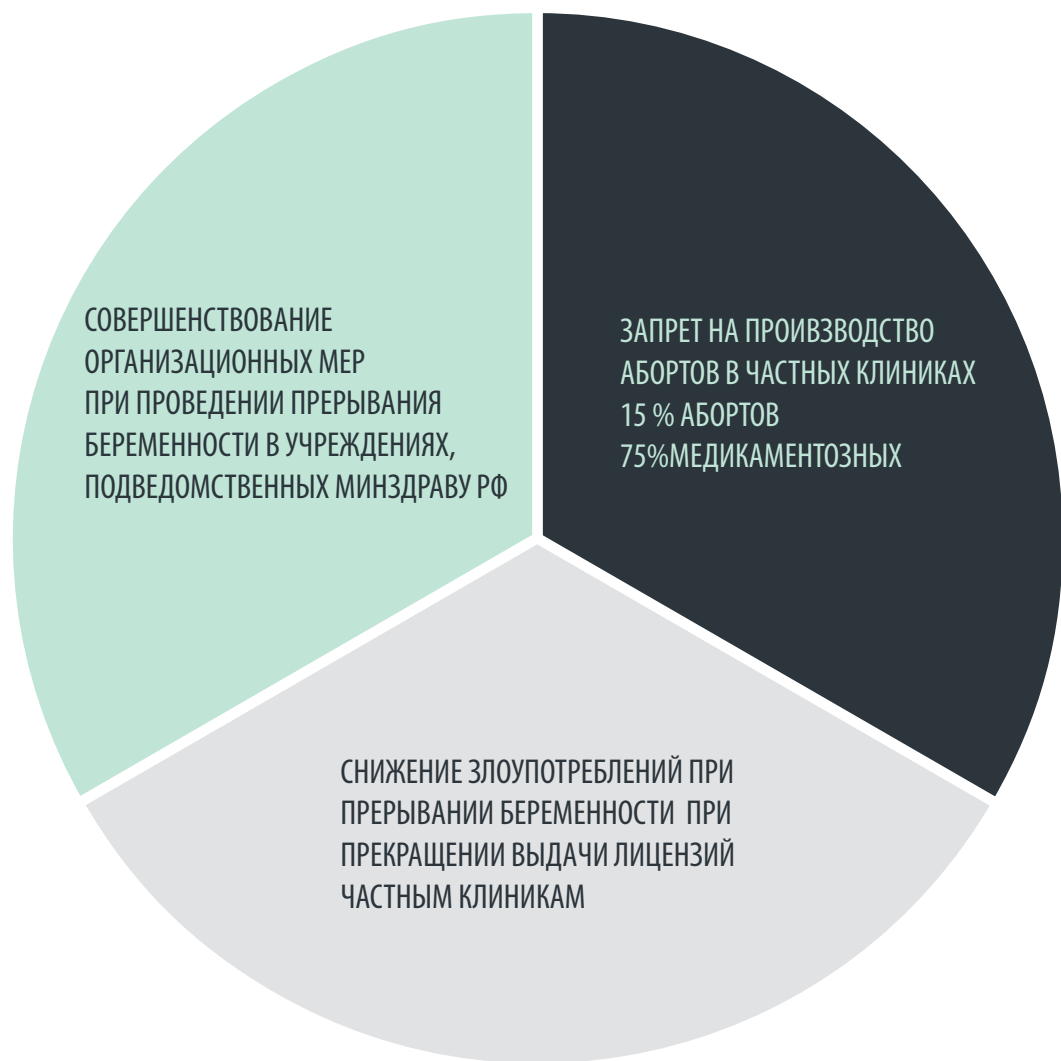 СОВЕРШЕНСТВОВАНИЕ
ОРГАНИЗАЦИОННЫХ МЕР
ПРИ ПРОВЕДЕНИИ ПРЕРЫВАНИЯ
БЕРЕМЕННОСТИ В УЧРЕЖДЕНИЯХ,
ПОДВЕДОМСТВЕННЫХ МИНЗДРАВУ РФ
ЗАПРЕТ НА ПРОИВЗВОДСТВО
АБОРТОВ В ЧАСТНЫХ КЛИНИКАХ
15 % АБОРТОВ
75%МЕДИКАМЕНТОЗНЫХ
СНИЖЕНИЕ ЗЛОУПОТРЕБЛЕНИЙ ПРИ
ПРЕРЫВАНИИ БЕРЕМЕННОСТИ ПРИ
ПРЕКРАЩЕНИИ ВЫДАЧИ ЛИЦЕНЗИЙ
ЧАСТНЫМ КЛИНИКАМ